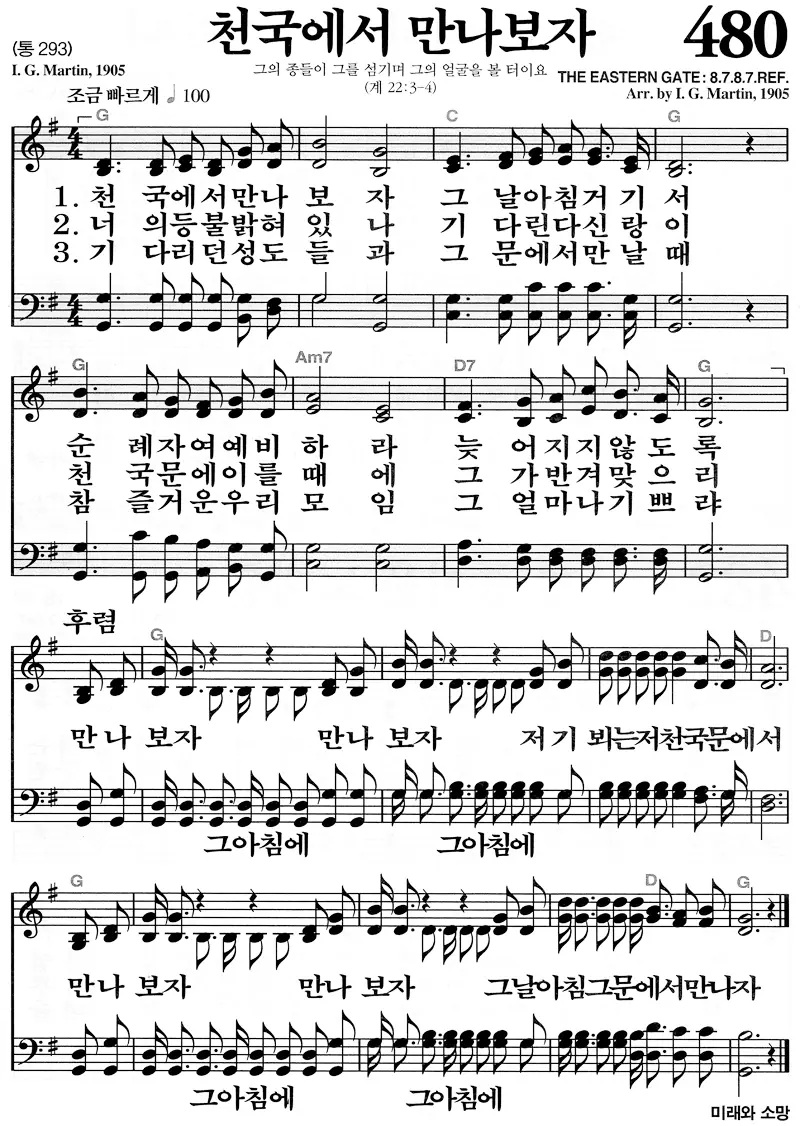 천국에서 만나보자 480
(통 293)
I. G. Martin, 1905
그의 종들이 그를 섬기며 그의 얼굴을 볼 터이요
(계 22:3-4)
THE EASTERN GATE : 8.7.8.7.REF.
Arr. by I. G. Martin, 1905
조금 빠르게 ♩ 100
G C G
1. 천 국에서만나 보 자 그 날아침거 기 서
2. 너 의등불밝혀 있 나 기 다린다신 랑 이
3. 기 다리던성도 들 과 그 문에서만 날 때
G Am7 D7 G
순 례자여예비 하 라 늦 어지지않 도 록
천 국문에이를 때 에 그 가반겨맞 으 리
참 즐거운우리 모 임 그 얼마나기 쁘 랴
후렴
G D
만 나 보 자 만 나 보 자 저 기 봬는저천국문에서
그아침에 그아침에
G D G
만 나 보 자 만 나 보 자 그날아침그문에서만나자
그아침에 그아침에
미래와 소망